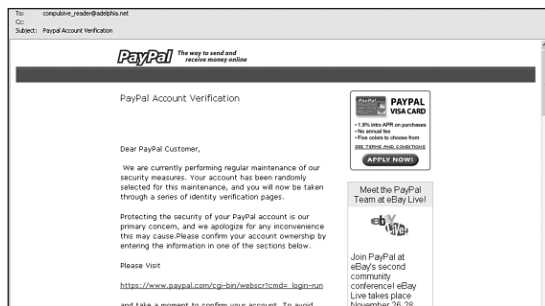 To: compulsive_reader@adelphia.net
Cc:
Subject: Paypal Account Verification
PayPal The way to send and
receive money online
PayPal Account Verification
Dear PayPal Customer,
We are currently performing regular maintenance of our
security measures. Your account has been randomly
selected for this maintenance, and you will now be taken
through a series of identity verification pages.
Protecting the security of your PayPal account is our
primary concern, and we apologize for any inconvenience
this may cause.Please confirm your account ownership by
entering the information in one of the sections below.
Please Visit
https://www.paypal.com/cgi-bin/webscr?cmd=_login-run
and take a moment to confirm your account. To avoid
PayPal
PAYPAL
VISA CARD
• 1.9% intro APR on purchases
• No annual fee
• Five colors to choose from
SEE TERMS AND CONDITIONS
APPLY NOW!
Meet the PayPal
Team at eBay Live!
ebY Live!
Join PayPal at
eBay's second
community
conference! eBay
Live takes place
November 26-28